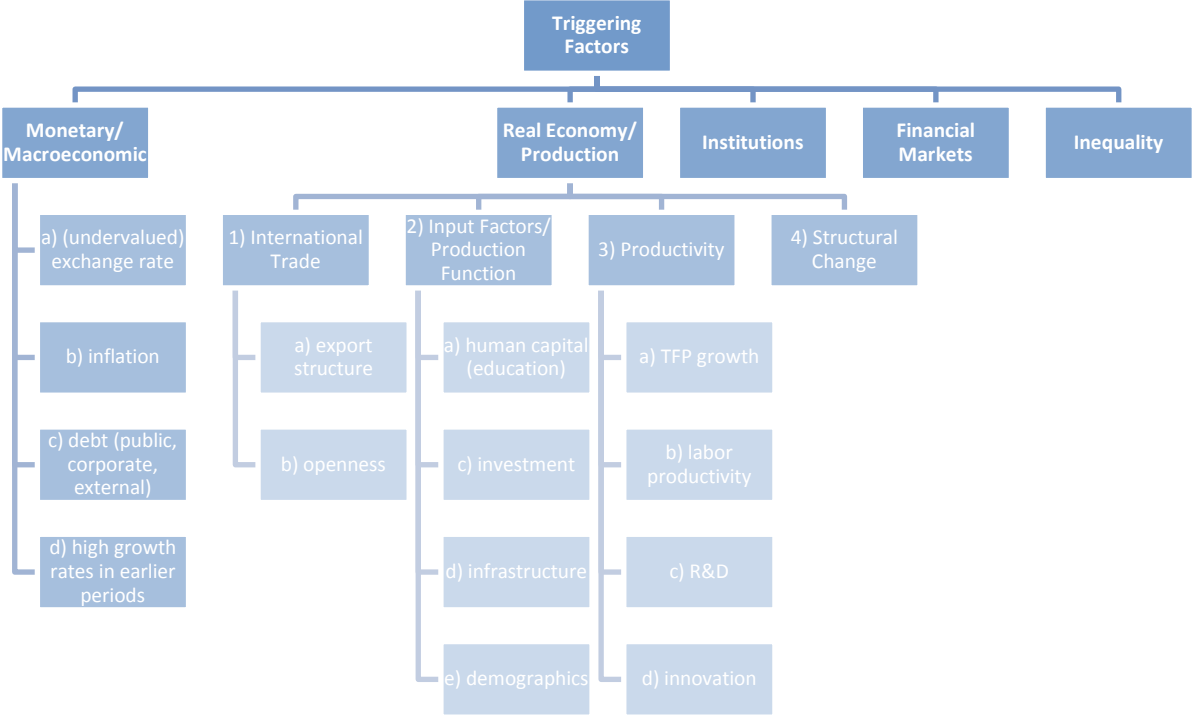 Triggering
Factors
Monetary/
Macroeconomic
Real Economy/
Production
Institutions
Financial
Markets
Inequality
a) (undervalued)
exchange rate
b) inflation
c) debt (public,
corporate,
external)
d) high growth
rates in earlier
periods
1) International
Trade
a) export
structure
b) openness
2) Input Factors/
Production
Function
a) human capital
(education)
c) investment
d) infrastructure
e) demographics
3) Productivity
a) TFP growth
b) labor
productivity
c) R&D
d) innovation
4) Structural
Change